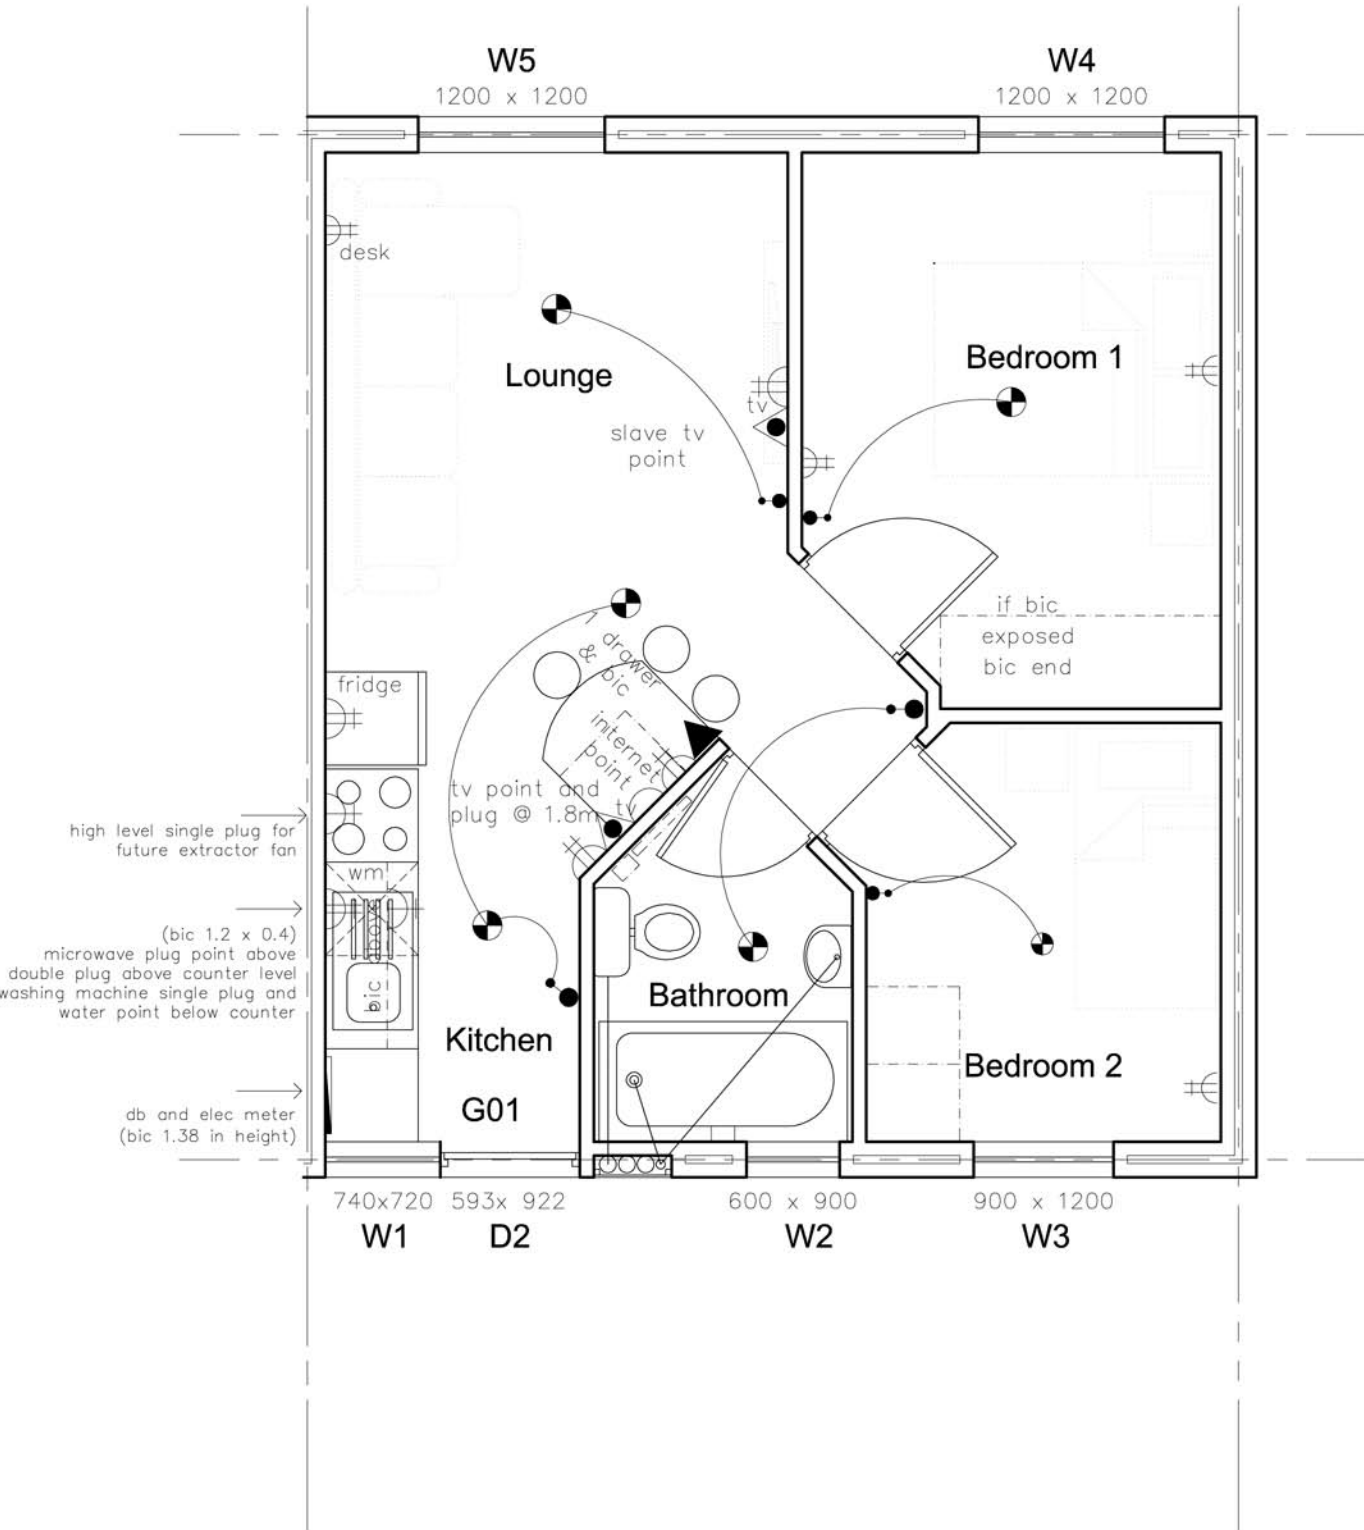 W5
1200 x 1200
W4
1200 x 1200
desk
Lounge
Bedroom 1
tv
slave tv
point
if bic
exposed
bic end
1 drawer
& bic
fridge
internet
point
tv point and
plug @ 1.8m
tv
high level single plug for
future extractor fan
wm
(bic 1.2 x 0.4)
microwave plug point above
double plug above counter level
washing machine single plug and
water point below counter
bic above
Bathroom
Kitchen
Bedroom 2
G01
db and elec meter
(bic 1.38 in height)
740x720
593x 922
600 x 900
900 x 1200
W1
D2
W2
W3